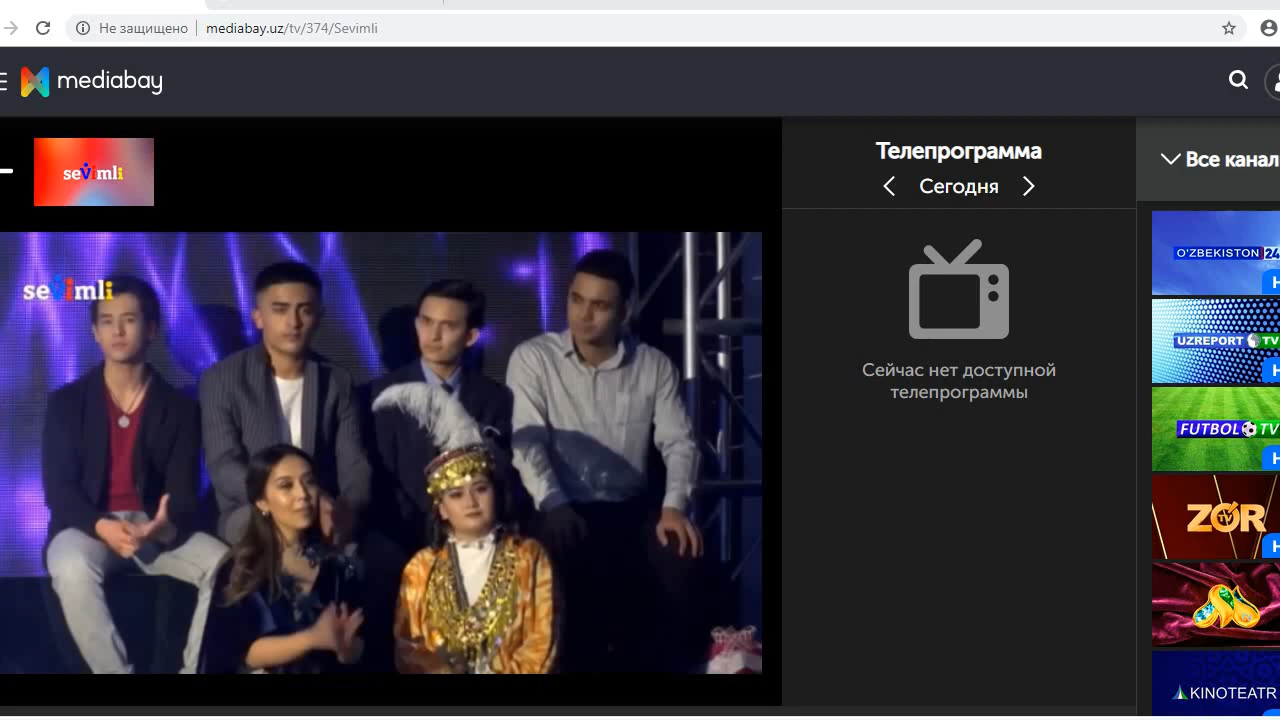 Не защищено
mediabay.uz/tv/374/Sevimli
mediabay
sevimli
sevimli
Телепрограмма
Сегодня
Сейчас нет доступной
телепрограммы
Все канал
O'ZBEKISTON 24
Н
UZREPORT TV
Н
FUTBOL TV
Н
ZOR TV
Н
KINOTEATR